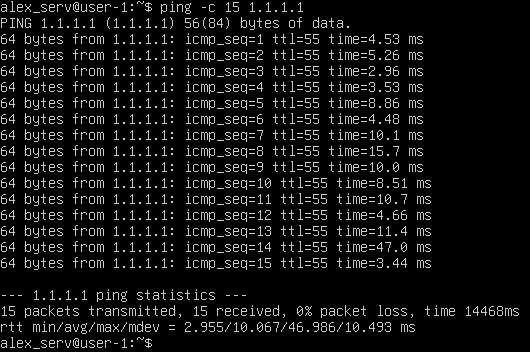 alex_serv@user-1:~$ ping -c 15 1.1.1.1
PING 1.1.1.1 (1.1.1.1) 56(84) bytes of data.
64 bytes from 1.1.1.1: icmp_seq=1 ttl=55 time=4.53 ms
64 bytes from 1.1.1.1: icmp_seq=2 ttl=55 time=5.26 ms
64 bytes from 1.1.1.1: icmp_seq=3 ttl=55 time=2.96 ms
64 bytes from 1.1.1.1: icmp_seq=4 ttl=55 time=3.53 ms
64 bytes from 1.1.1.1: icmp_seq=5 ttl=55 time=8.86 ms
64 bytes from 1.1.1.1: icmp_seq=6 ttl=55 time=4.48 ms
64 bytes from 1.1.1.1: icmp_seq=7 ttl=55 time=10.1 ms
64 bytes from 1.1.1.1: icmp_seq=8 ttl=55 time=15.7 ms
64 bytes from 1.1.1.1: icmp_seq=9 ttl=55 time=10.0 ms
64 bytes from 1.1.1.1: icmp_seq=10 ttl=55 time=8.51 ms
64 bytes from 1.1.1.1: icmp_seq=11 ttl=55 time=10.7 ms
64 bytes from 1.1.1.1: icmp_seq=12 ttl=55 time=4.66 ms
64 bytes from 1.1.1.1: icmp_seq=13 ttl=55 time=11.4 ms
64 bytes from 1.1.1.1: icmp_seq=14 ttl=55 time=47.0 ms
64 bytes from 1.1.1.1: icmp_seq=15 ttl=55 time=3.44 ms

--- 1.1.1.1 ping statistics ---
15 packets transmitted, 15 received, 0% packet loss, time 14468ms
rtt min/avg/max/mdev = 2.955/10.067/46.986/10.493 ms
alex_serv@user-1:~$